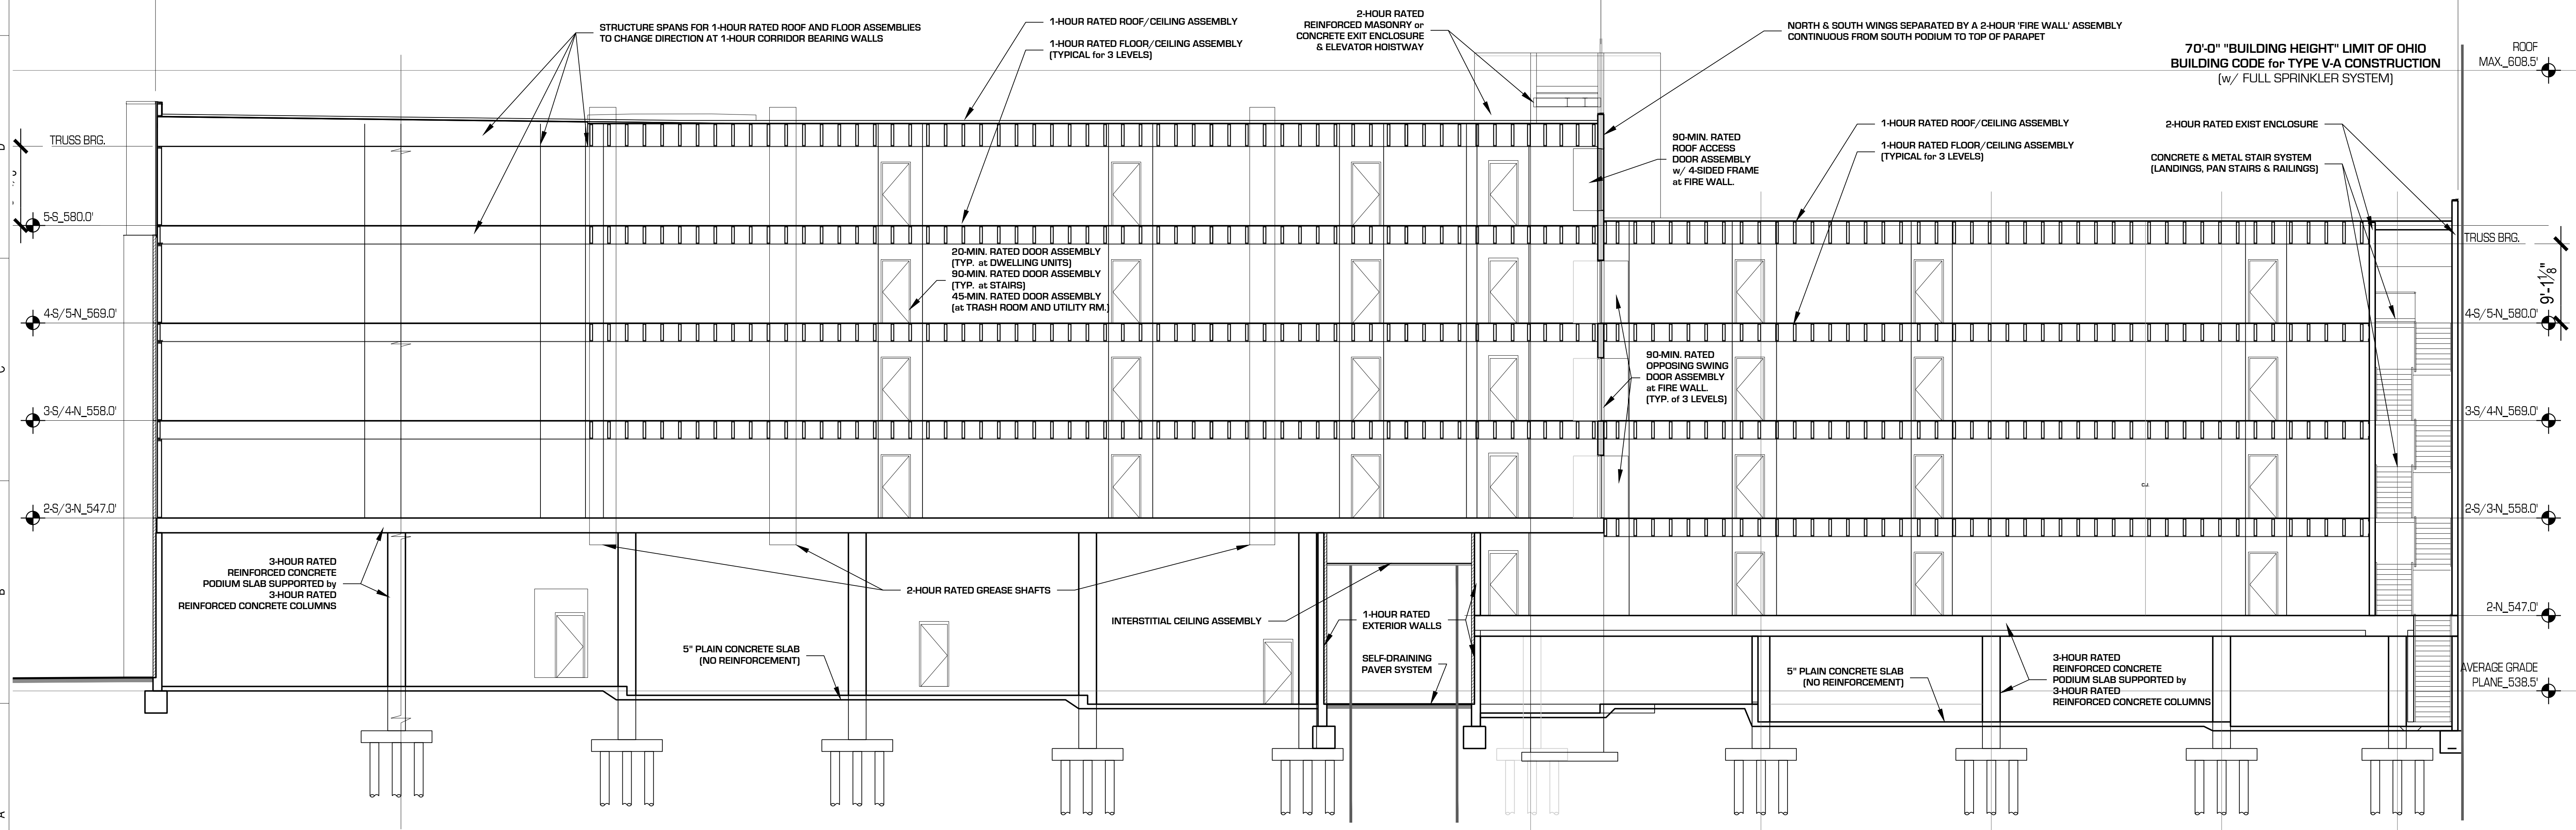 STRUCTURE SPANS FOR 1-HOUR RATED ROOF AND FLOOR ASSEMBLIES
TO CHANGE DIRECTION AT 1-HOUR CORRIDOR BEARING WALLS
1-HOUR RATED ROOF/CEILING ASSEMBLY
1-HOUR RATED FLOOR/CEILING ASSEMBLY
(TYPICAL for 3 LEVELS)
2-HOUR RATED
REINFORCED MASONRY or
CONCRETE EXIT ENCLOSURE
& ELEVATOR HOISTWAY
NORTH & SOUTH WINGS SEPARATED BY A 2-HOUR 'FIRE WALL' ASSEMBLY
CONTINUOUS FROM SOUTH PODIUM TO TOP OF PARAPET
70'-0" "BUILDING HEIGHT" LIMIT OF OHIO
BUILDING CODE for TYPE V-A CONSTRUCTION
(w/ FULL SPRINKLER SYSTEM)
ROOF
MAX._608.5'
TRUSS BRG.
D
5-S_580.0'
4-S/5-N_569.0'
C
3-S/4-N_558.0'
2-S/3-N_547.0'
B
A
90-MIN. RATED
ROOF ACCESS
DOOR ASSEMBLY
w/ 4-SIDED FRAME
at FIRE WALL.
1-HOUR RATED ROOF/CEILING ASSEMBLY
1-HOUR RATED FLOOR/CEILING ASSEMBLY
(TYPICAL for 3 LEVELS)
2-HOUR RATED EXIST ENCLOSURE
CONCRETE & METAL STAIR SYSTEM
(LANDINGS, PAN STAIRS & RAILINGS)
20-MIN. RATED DOOR ASSEMBLY
(TYP. at DWELLING UNITS)
90-MIN. RATED DOOR ASSEMBLY
(TYP. at STAIRS)
45-MIN. RATED DOOR ASSEMBLY
(at TRASH ROOM AND UTILITY RM.)
90-MIN. RATED
OPPOSING SWING
DOOR ASSEMBLY
at FIRE WALL.
(TYP. of 3 LEVELS)
TRUSS BRG.
9'-1 1/8"
4-S/5-N_580.0'
3-S/4-N_569.0'
2-S/3-N_558.0'
2-N_547.0'
AVERAGE GRADE
PLANE_538.5'
3-HOUR RATED
REINFORCED CONCRETE
PODIUM SLAB SUPPORTED by
3-HOUR RATED
REINFORCED CONCRETE COLUMNS
2-HOUR RATED GREASE SHAFTS
5" PLAIN CONCRETE SLAB
(NO REINFORCEMENT)
INTERSTITIAL CEILING ASSEMBLY
1-HOUR RATED
EXTERIOR WALLS
SELF-DRAINING
PAVER SYSTEM
5" PLAIN CONCRETE SLAB
(NO REINFORCEMENT)
3-HOUR RATED
REINFORCED CONCRETE
PODIUM SLAB SUPPORTED by
3-HOUR RATED
REINFORCED CONCRETE COLUMNS